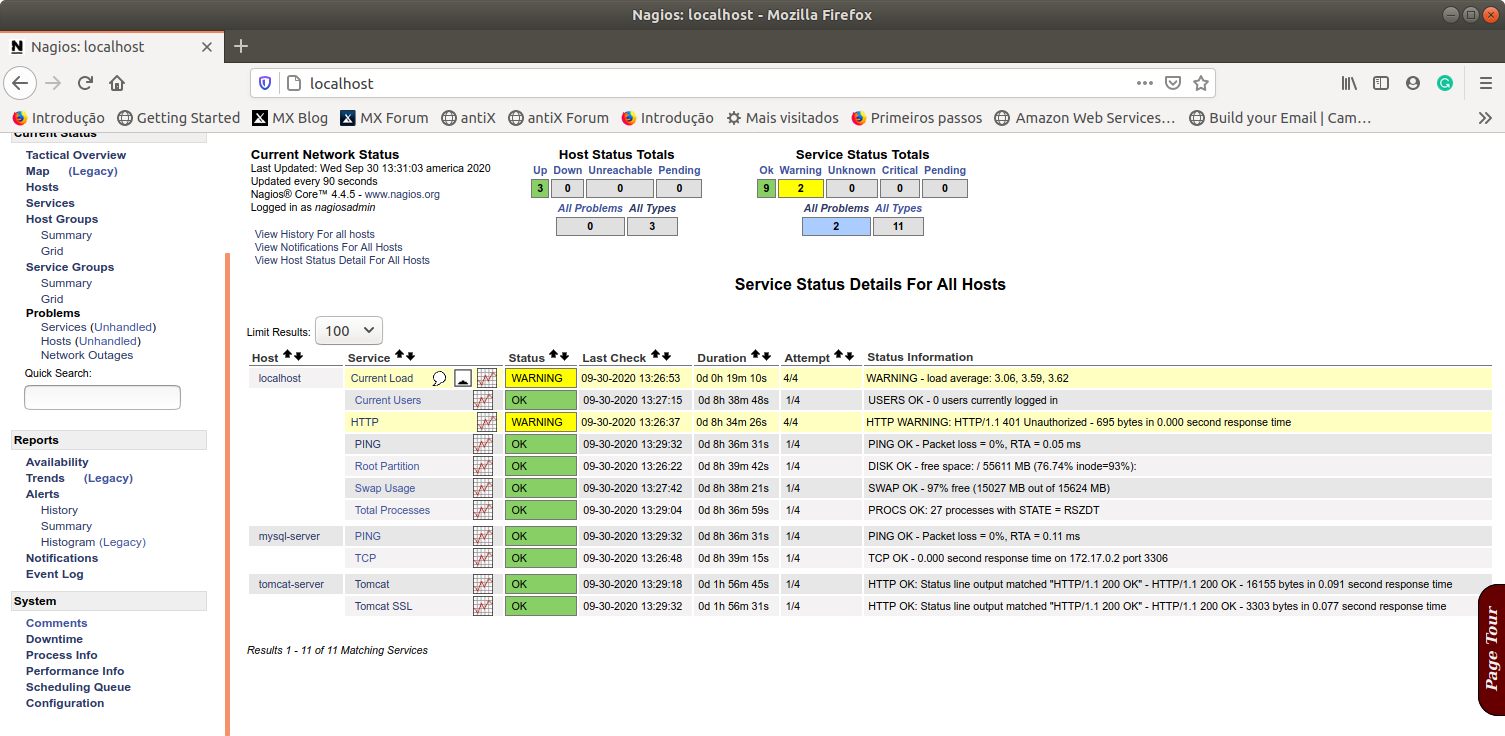 Nagios: localhost - Mozilla Firefox
Nagios: localhost
localhost
Introdução Getting Started MX Blog MX Forum antiX antiX Forum Introdução Mais visitados Primeiros passos Amazon Web Services… Build your Email | Cam…
Current Status
Tactical Overview
Map (Legacy)
Hosts
Services
Host Groups
Summary
Grid
Service Groups
Summary
Grid
Problems
Services (Unhandled)
Hosts (Unhandled)
Network Outages
Quick Search:
Reports
Availability
Trends (Legacy)
Alerts
History
Summary
Histogram (Legacy)
Notifications
Event Log
System
Comments
Downtime
Process Info
Performance Info
Scheduling Queue
Configuration
Current Network Status
Last Updated: Wed Sep 30 13:31:03 america 2020
Updated every 90 seconds
Nagios® Core™ 4.4.5 - www.nagios.org
Logged in as nagiosadmin
View History For all hosts
View Notifications For All Hosts
View Host Status Detail For All Hosts
Host Status Totals
Up Down Unreachable Pending
3 0 0 0
All Problems All Types
0 3
Service Status Totals
Ok Warning Unknown Critical Pending
9 2 0 0 0
All Problems All Types
2 11
Service Status Details For All Hosts
Limit Results: 100
Host Service Status Last Check Duration Attempt Status Information
localhost Current Load WARNING 09-30-2020 13:26:53 0d 0h 19m 10s 4/4 WARNING - load average: 3.06, 3.59, 3.62
Current Users OK 09-30-2020 13:27:15 0d 8h 38m 48s 1/4 USERS OK - 0 users currently logged in
HTTP WARNING 09-30-2020 13:26:37 0d 8h 34m 26s 4/4 HTTP WARNING: HTTP/1.1 401 Unauthorized - 695 bytes in 0.000 second response time
PING OK 09-30-2020 13:29:32 0d 8h 36m 31s 1/4 PING OK - Packet loss = 0%, RTA = 0.05 ms
Root Partition OK 09-30-2020 13:26:22 0d 8h 39m 42s 1/4 DISK OK - free space: / 55611 MB (76.74% inode=93%):
Swap Usage OK 09-30-2020 13:27:42 0d 8h 38m 21s 1/4 SWAP OK - 97% free (15027 MB out of 15624 MB)
Total Processes OK 09-30-2020 13:29:04 0d 8h 36m 59s 1/4 PROCS OK: 27 processes with STATE = RSZDT
mysql-server PING OK 09-30-2020 13:29:32 0d 8h 36m 31s 1/4 PING OK - Packet loss = 0%, RTA = 0.11 ms
TCP OK 09-30-2020 13:26:48 0d 8h 39m 15s 1/4 TCP OK - 0.000 second response time on 172.17.0.2 port 3306
tomcat-server Tomcat OK 09-30-2020 13:29:18 0d 1h 56m 45s 1/4 HTTP OK: Status line output matched "HTTP/1.1 200 OK" - HTTP/1.1 200 OK - 16155 bytes in 0.091 second response time
Tomcat SSL OK 09-30-2020 13:29:32 0d 1h 56m 31s 1/4 HTTP OK: Status line output matched "HTTP/1.1 200 OK" - HTTP/1.1 200 OK - 3303 bytes in 0.077 second response time
Results 1 - 11 of 11 Matching Services
Page Tour